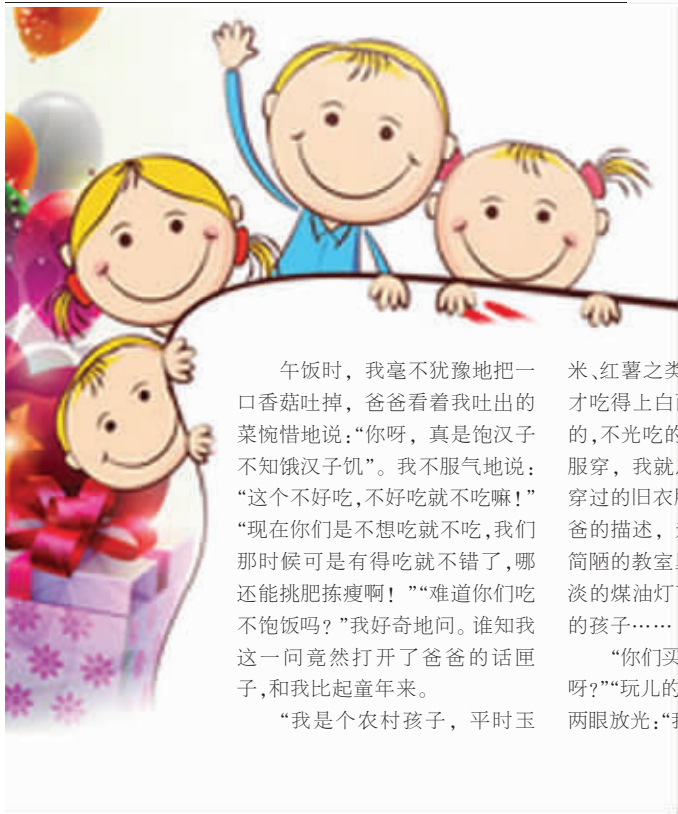 午饭时，我毫不犹豫地把一
口香菇吐掉，爸爸看着我吐出的
菜惋惜地说：“你呀，真是饱汉子
不知饿汉子饥”。我不服气地说：
“这个不好吃，不好吃就不吃嘛！”
“现在你们是不想吃就不吃，我们
那时候可是有得吃就不错了，哪
还能挑肥拣瘦啊！”“难道你们吃
不饱饭吗？”我好奇地问。谁知我
这一问竟然打开了爸爸的话匣
子，和我比起童年来。
“我是个农村孩子，平时玉
米、红薯之类
才吃得上白
的，不光吃的
服穿，我就
穿过的旧衣
爸的描述，
简陋的教室
淡的煤油灯
的孩子……
“你们买
呀？”“玩儿的
两眼放光：“